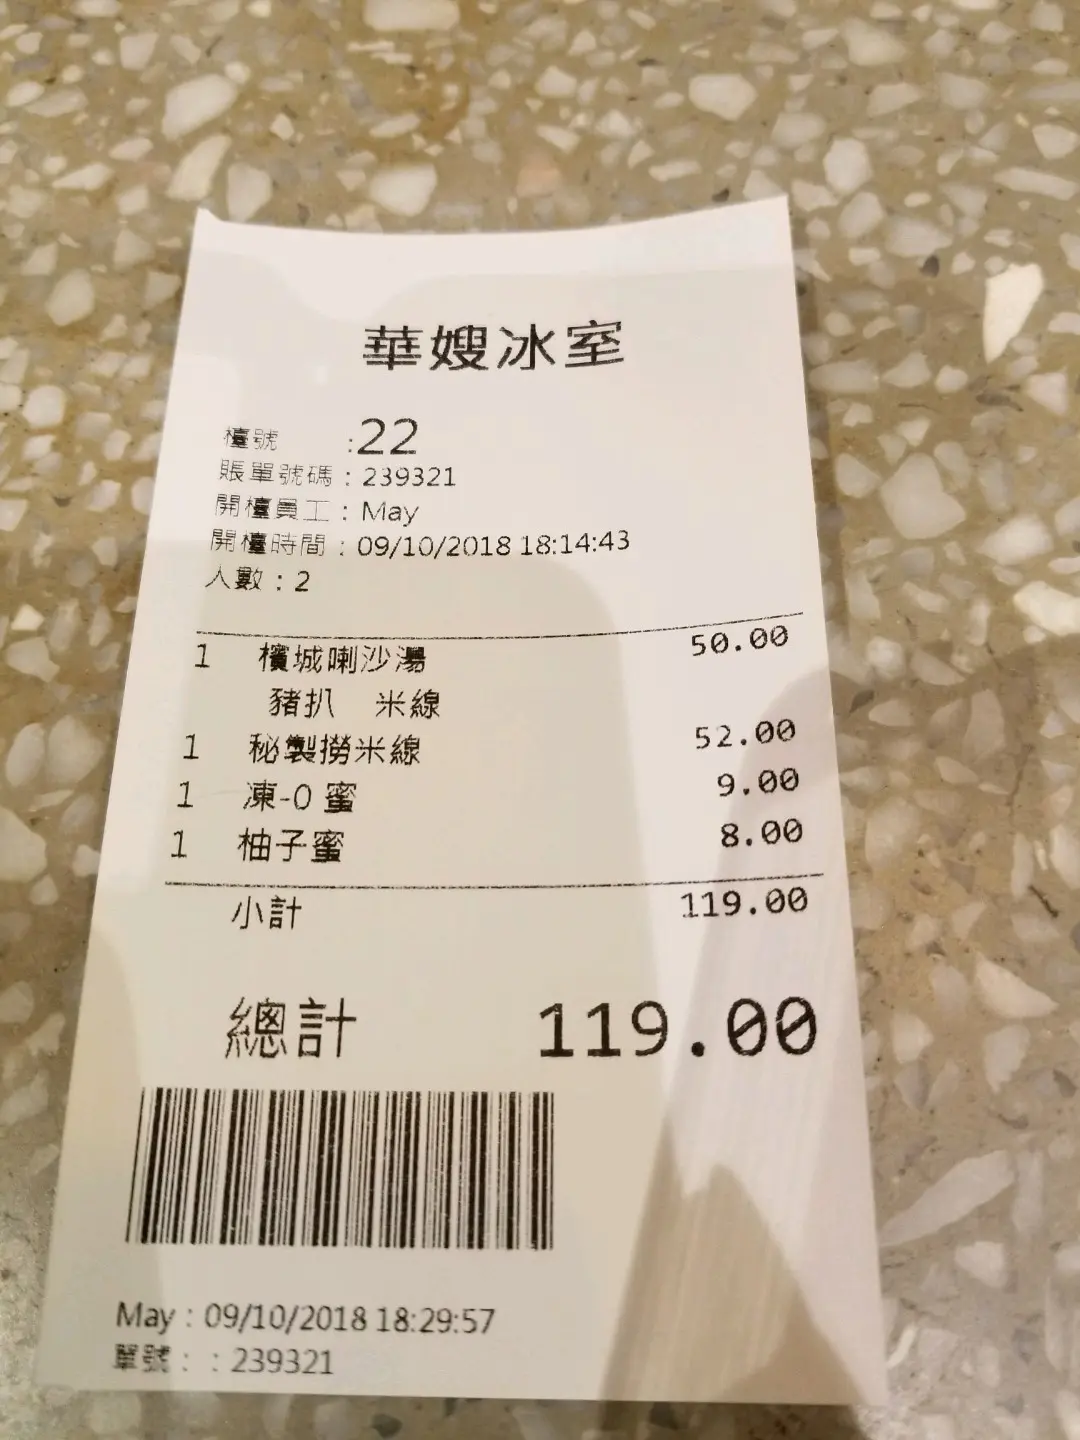 華嫂冰室
檯號 :22
賬單號碼 : 239321
開檯員工 : May
開檯時間 : 09/10/2018 18:14:43
人數 : 2
1 檳城喇沙湯 50.00
豬扒 米線
1 秘製撈米線 52.00
1 凍-0 蜜 9.00
1 柚子蜜 8.00
小計 119.00
總計 119.00
May : 09/10/2018 18:29:57
單號 : : 239321